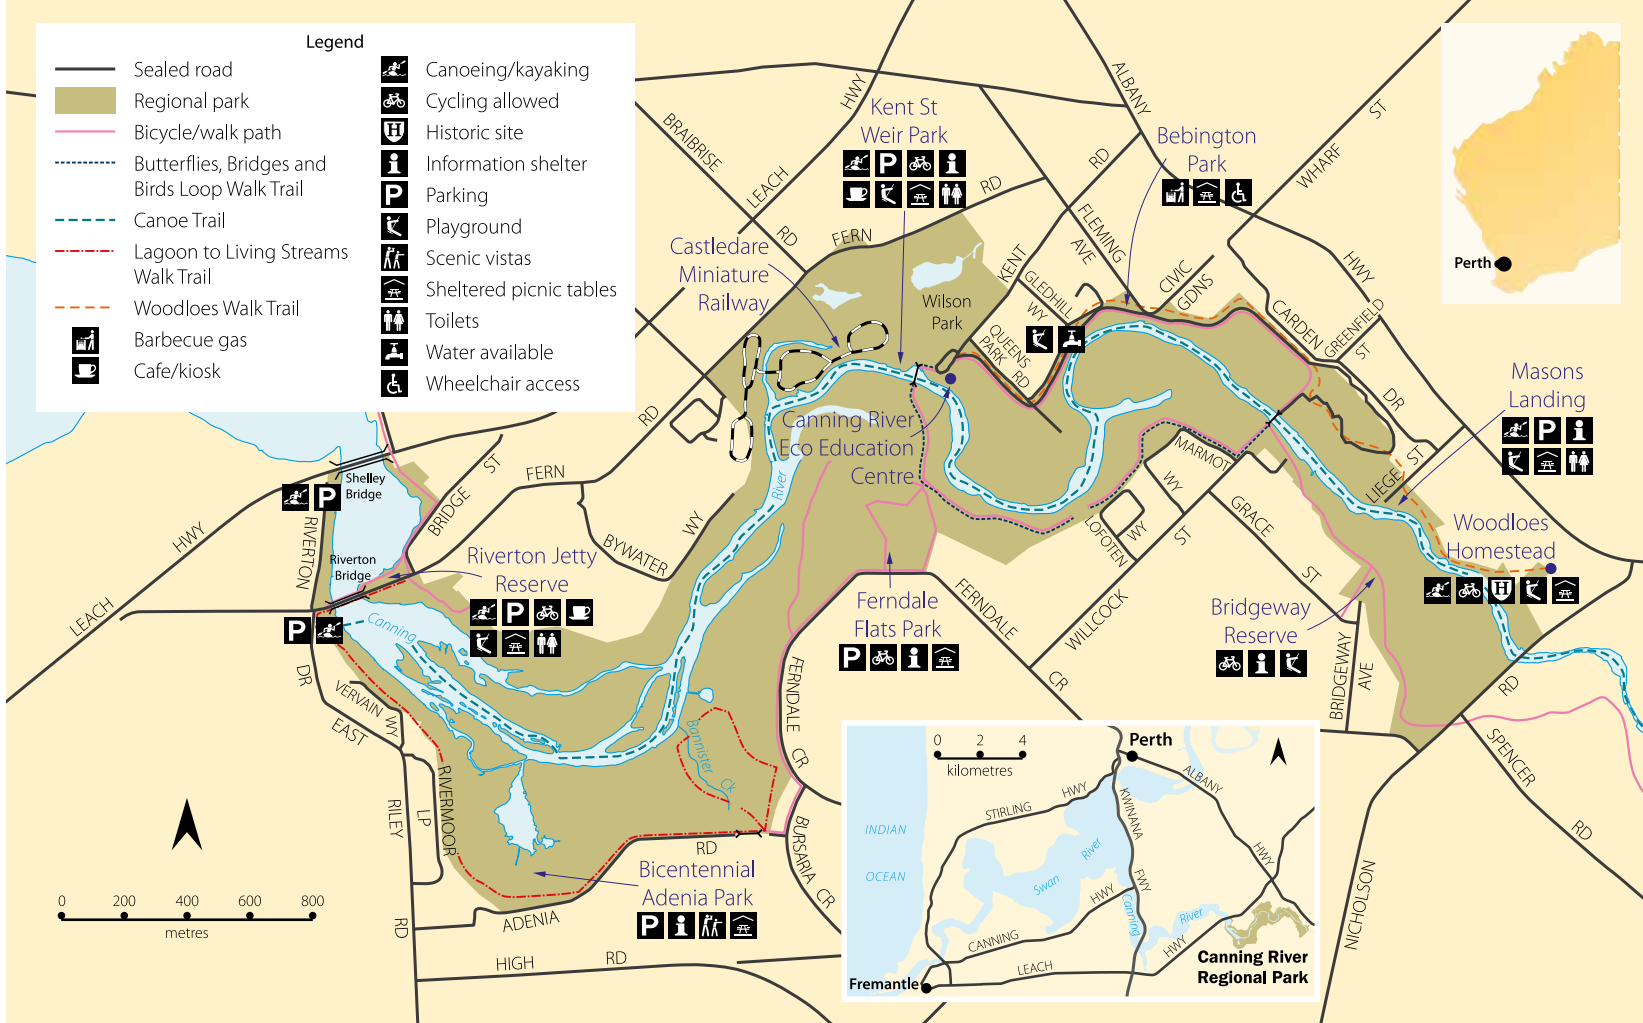 Legend
Sealed road
Regional park
Bicycle/walk path
Butterflies, Bridges and
Birds Loop Walk Trail
Canoe Trail
Lagoon to Living Streams
Walk Trail
Woodloes Walk Trail
Barbecue gas
Cafe/kiosk
Canoeing/kayaking
Cycling allowed
H
Historic site
i
Information shelter
P
Parking
Playground
Scenic vistas
Sheltered picnic tables
Toilets
Water available
Wheelchair access
BRAIBRISE
RD
LEACH
HWY
Kent St
Weir Park
P
i
FERN
RD
ALBANY
HWY
Bebington
Park
WHARF
ST
Perth
Castledare
Miniature
Railway
Wilson
Park
KENT
RD
FLEMING
AVE
GLEDHILL
WY
QUEENS
PARK
RD
CIVIC
GDNS
CARDEN
DR
GREENFIELD
ST
Masons
Landing
P
i
LIEGE
ST
Woodloes
Homestead
H
Canning River
Eco Education
Centre
River
MARMOT
WY
LOFOTEN
WY
WILLCOCK
ST
GRACE
ST
Bridgeway
Reserve
i
BRIDGEWAY
AVE
Shelley
Bridge
P
HWY
LEACH
RIVERTON
DR
Riverton
Bridge
BRIDGE
ST
FERN
RD
BYWATER
WY
Riverton Jetty
Reserve
P
P
Canning
Ferndale
Flats Park
P
i
FERNDALE
CR
FERNDALE
CR
VERVAIN WY
EAST
RIVERMOOR
LP
RILEY
RD
Bannister
Ck
BURSARIA
CR
RD
ADENIA
Bicentennial
Adenia Park
P
i
HIGH
RD
0
200
400
600
800
metres
RD
SPENCER
RD
NICHOLSON
0
2
4
kilometres
Perth
STIRLING
HWY
KWINANA
FWY
ALBANY
HWY
INDIAN
OCEAN
Swan
River
Canning
River
CANNING
HWY
LEACH
HWY
Fremantle
Canning River
Regional Park